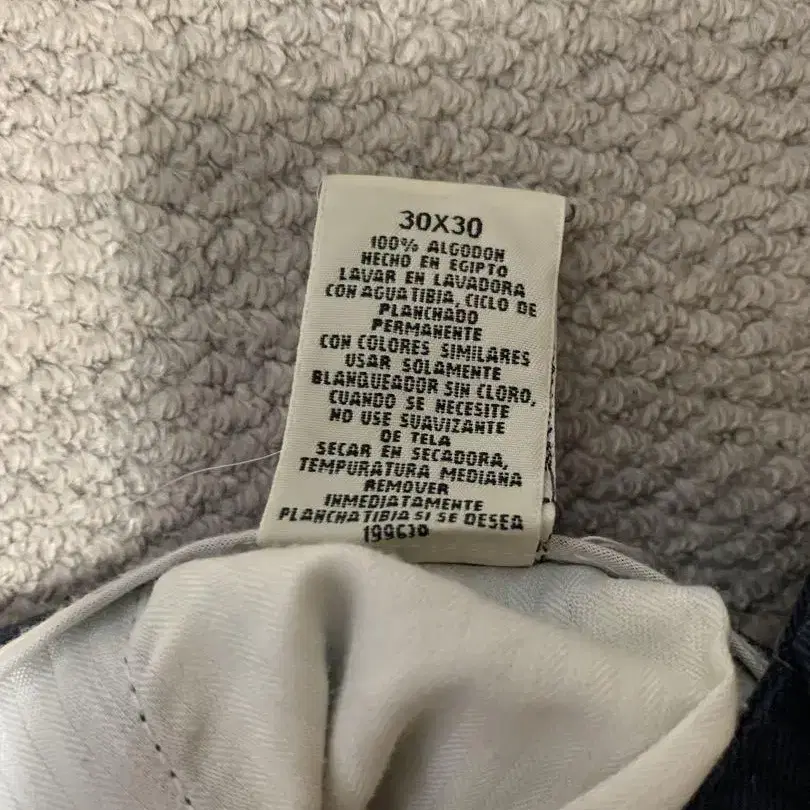 30X30
100% ALGODON
HECHO EN EGIPTO
LAVAR EN LAVADORA
CON AGUA TIBIA, CICLO DE
PLANCHADO
PERMANENTE
CON COLORES SIMILARES
USAR SOLAMENTE
BLANQUEADOR SIN CLORO,
CUANDO SE NECESITE
NO USE SUAVIZANTE
DE TELA
SECAR EN SECADORA,
TEMPURATURA MEDIANA
REMOVER
INMEDIATAMENTE
PLANCHA TIBIA SI SE DESEA